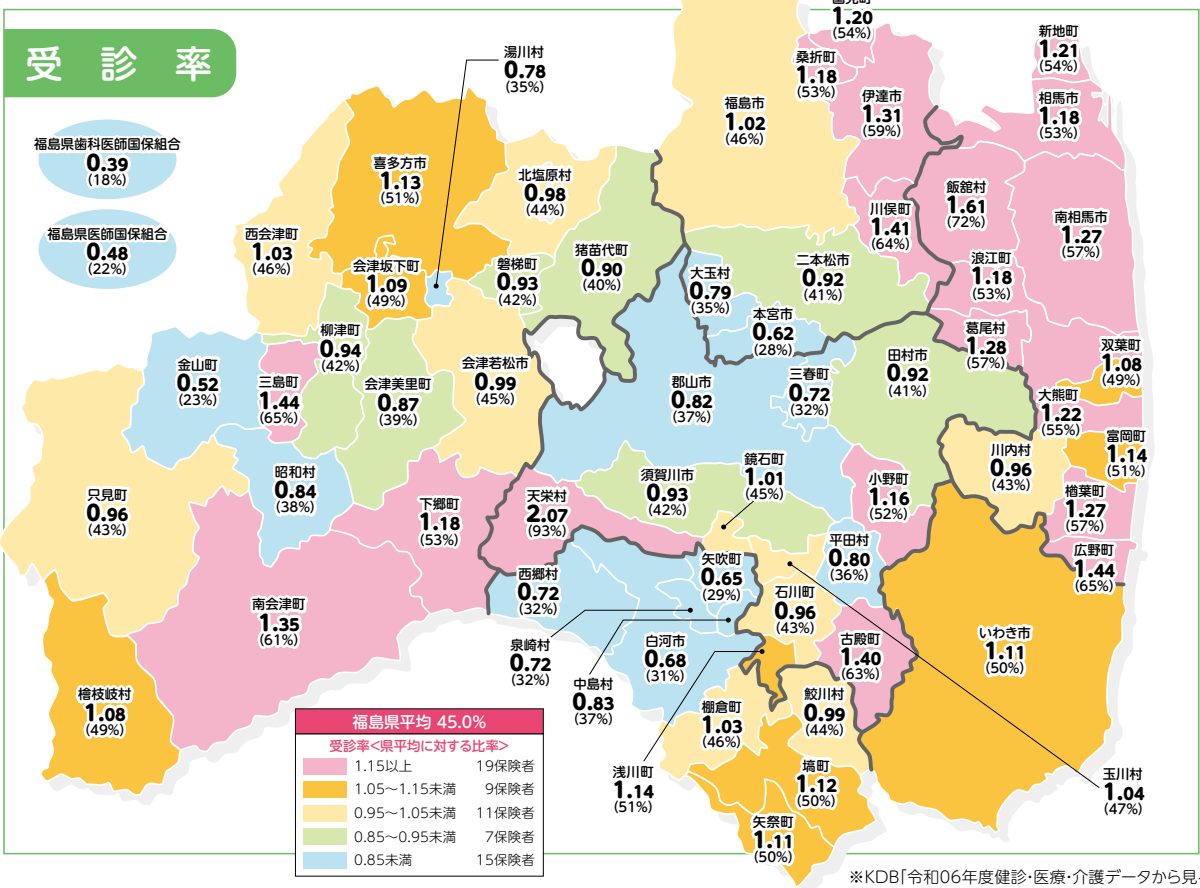 受診率
福島県歯科医師国保組合
0.39
(18%)
福島県医師国保組合
0.48
(22%)
湯川村
0.78
(35%)
1.20
(54%)
桑折町
1.18
(53%)
伊達市
1.31
(59%)
新地町
1.21
(54%)
相馬市
1.18
(53%)
福島市
1.02
(46%)
喜多方市
1.13
(51%)
北塩原村
0.98
(44%)
西会津町
1.03
(46%)
会津坂下町
1.09
(49%)
磐梯町
0.93
(42%)
猪苗代町
0.90
(40%)
川俣町
1.41
(64%)
飯舘村
1.61
(72%)
南相馬市
1.27
(57%)
浪江町
1.18
(53%)
大玉村
0.79
(35%)
二本松市
0.92
(41%)
本宮市
0.62
(28%)
葛尾村
1.28
(57%)
双葉町
1.08
(49%)
柳津町
0.94
(42%)
金山町
0.52
(23%)
三島町
1.44
(65%)
会津美里町
0.87
(39%)
会津若松市
0.99
(45%)
郡山市
0.82
(37%)
三春町
0.72
(32%)
田村市
0.92
(41%)
大熊町
1.22
(55%)
富岡町
1.14
(51%)
川内村
0.96
(43%)
楢葉町
1.27
(57%)
広野町
1.44
(65%)
只見町
0.96
(43%)
昭和村
0.84
(38%)
下郷町
1.18
(53%)
天栄村
2.07
(93%)
須賀川市
0.93
(42%)
鏡石町
1.01
(45%)
小野町
1.16
(52%)
平田村
0.80
(36%)
西郷村
0.72
(32%)
矢吹町
0.65
(29%)
石川町
0.96
(43%)
南会津町
1.35
(61%)
泉崎村
0.72
(32%)
中島村
0.83
(37%)
白河市
0.68
(31%)
古殿町
1.40
(63%)
いわき市
1.11
(50%)
檜枝岐村
1.08
(49%)
棚倉町
1.03
(46%)
鮫川村
0.99
(44%)
浅川町
1.14
(51%)
塙町
1.12
(50%)
矢祭町
1.11
(50%)
玉川村
1.04
(47%)
福島県平均 45.0%
受診率<県平均に対する比率>
1.15以上 19保険者
1.05～1.15未満 9保険者
0.95～1.05未満 11保険者
0.85～0.95未満 7保険者
0.85未満 15保険者
※KDB「令和06年度健診・医療・介護データから見